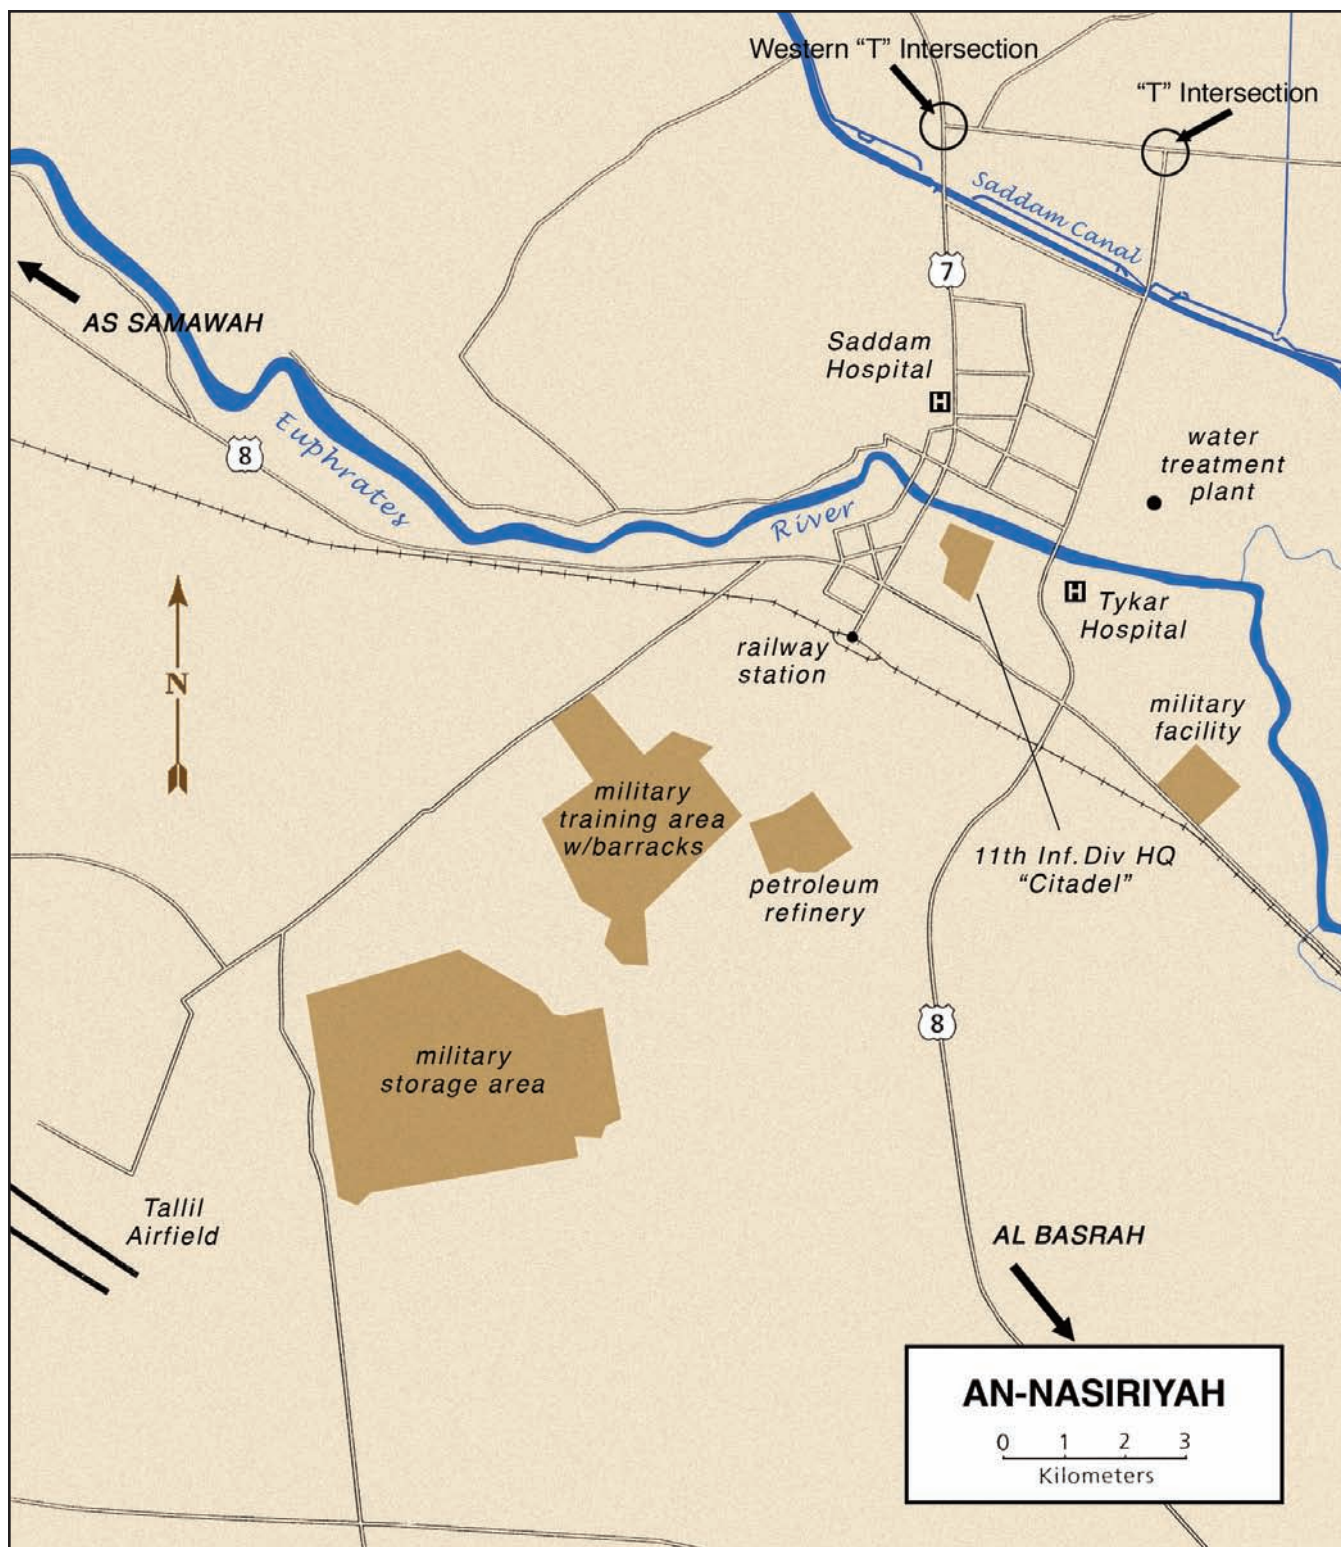 Western “T” Intersection
“T” Intersection
Saddam Canal
7
AS SAMAWAH
Saddam
Hospital
H
8
Euphrates
River
water
treatment
plant
H
Tykar
Hospital
railway
station
N
military
facility
military
training area
w/barracks
petroleum
refinery
11th Inf. Div HQ
“Citadel”
8
military
storage area
Tallil
Airfield
AL BASRAH
AN-NASIRIYAH
0 1 2 3
Kilometers